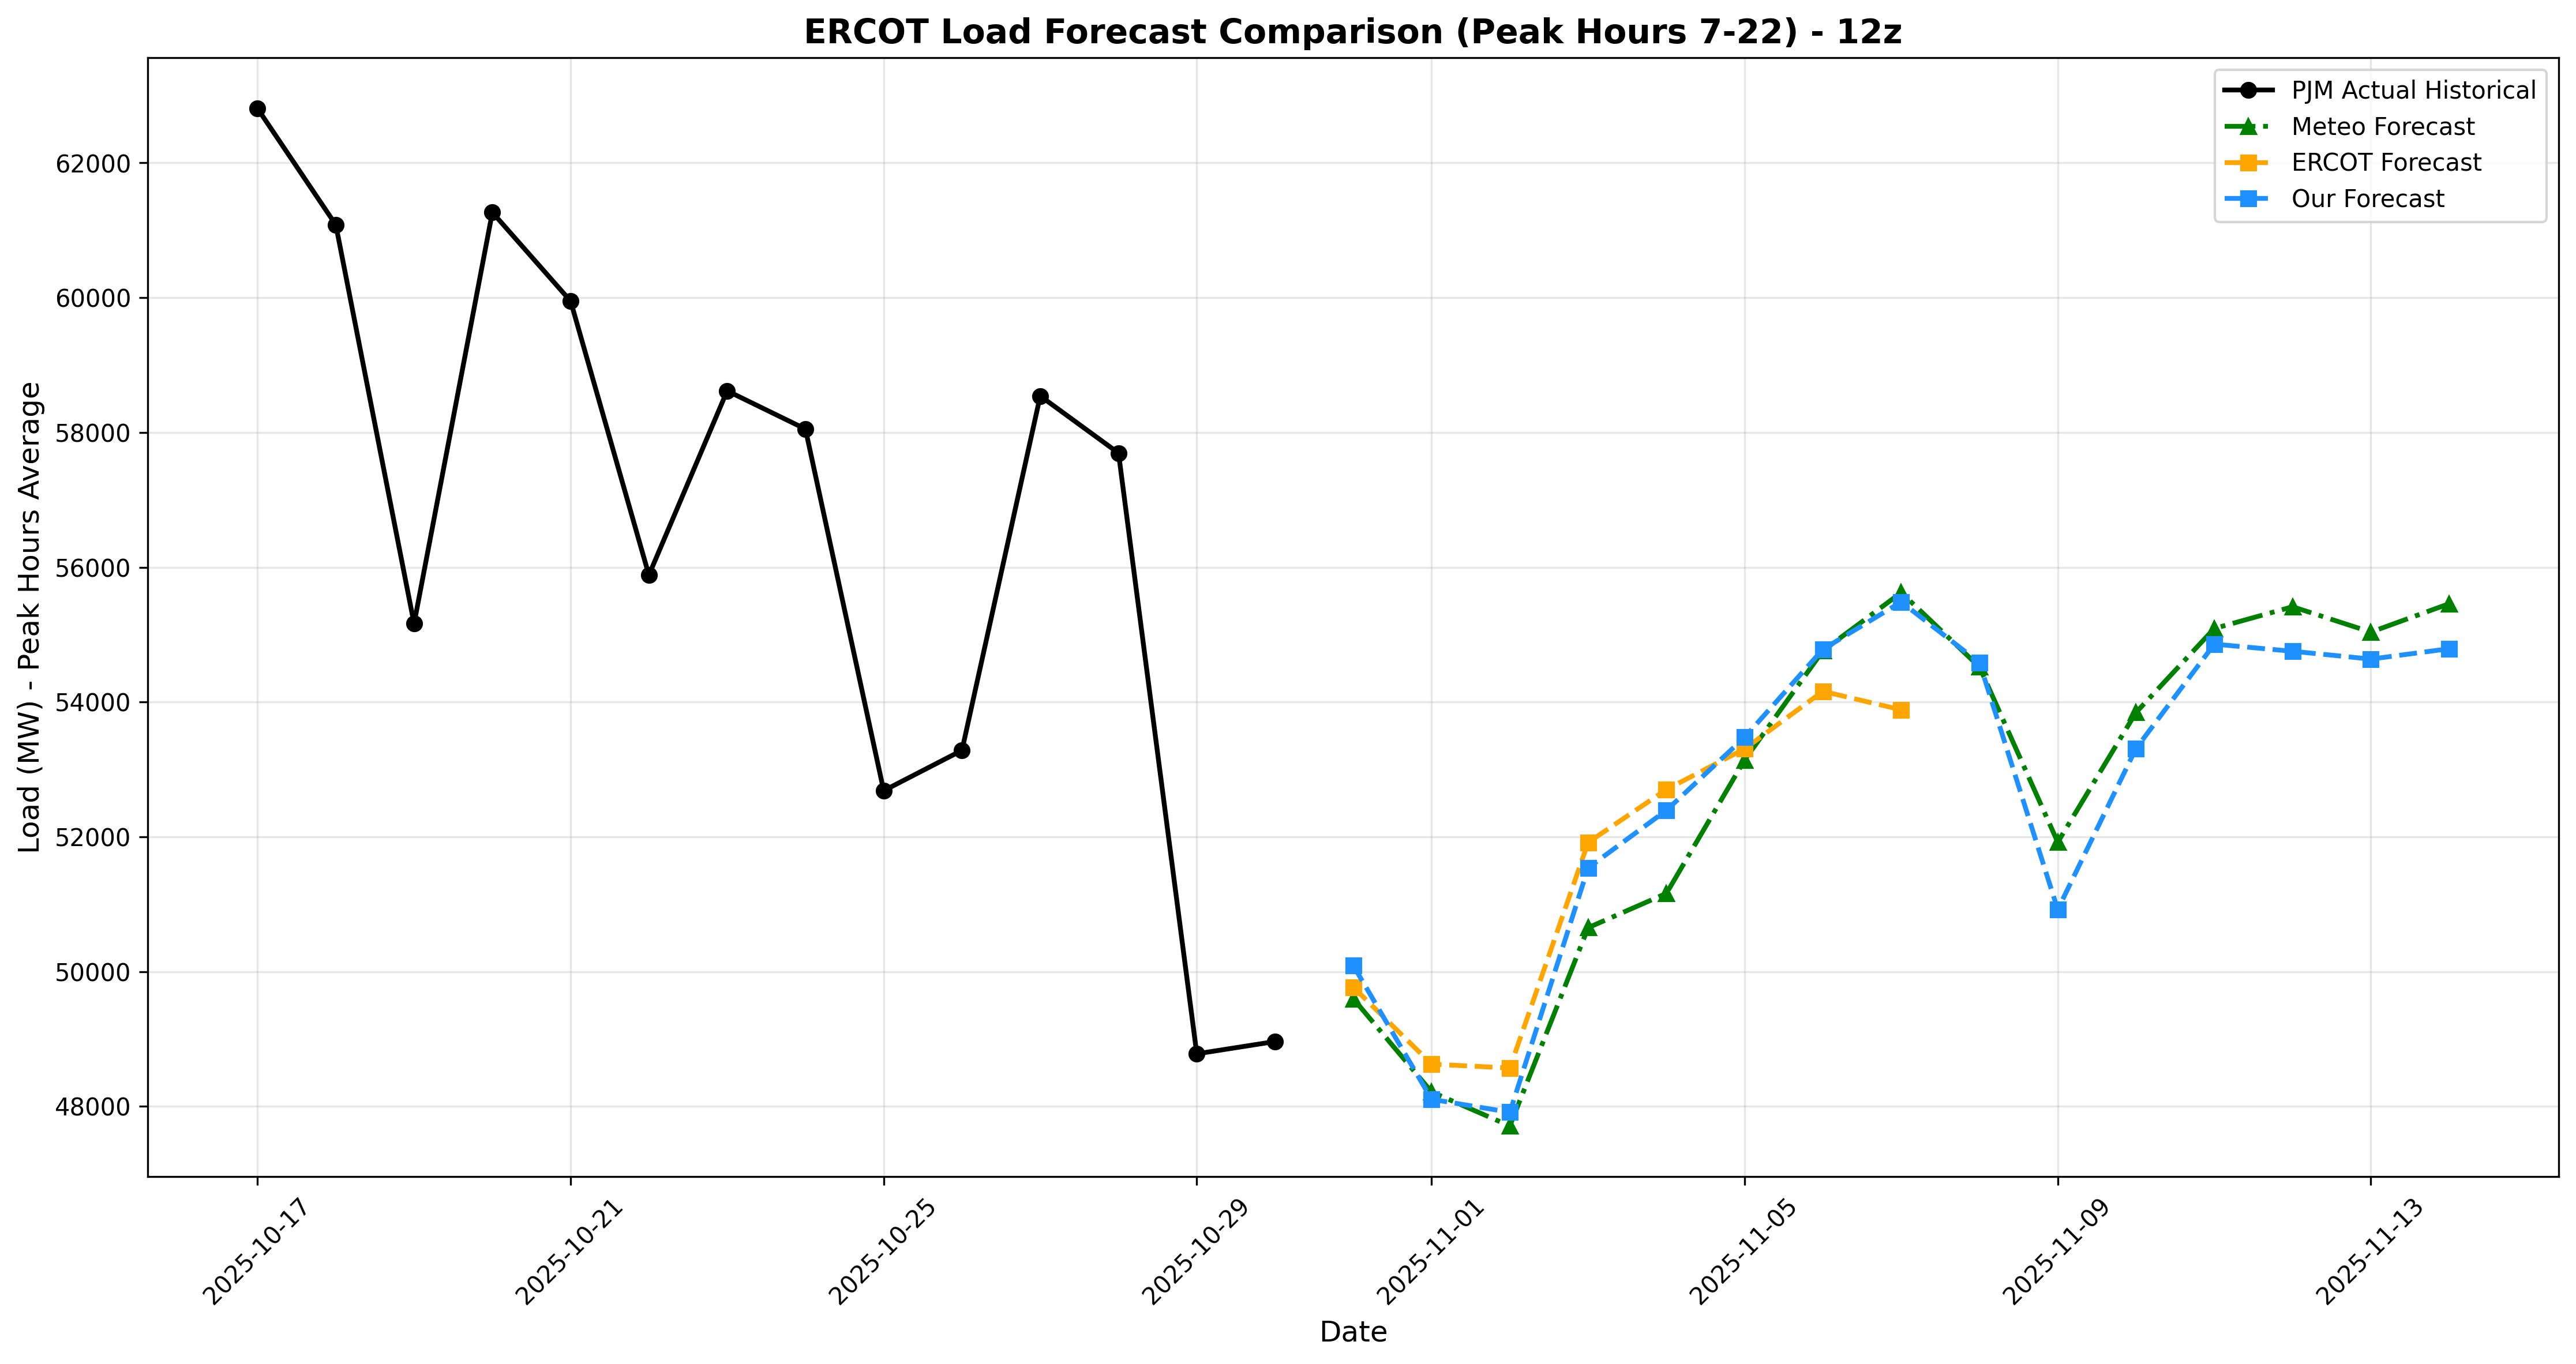 ERCOT Load Forecast Comparison (Peak Hours 7-22) - 12z
PJM Actual Historical
Meteo Forecast
ERCOT Forecast
Our Forecast
Load (MW) - Peak Hours Average
62000
60000
58000
56000
54000
52000
50000
48000
2025-10-17
2025-10-21
2025-10-25
2025-10-29
2025-11-01
2025-11-05
2025-11-09
2025-11-13
Date